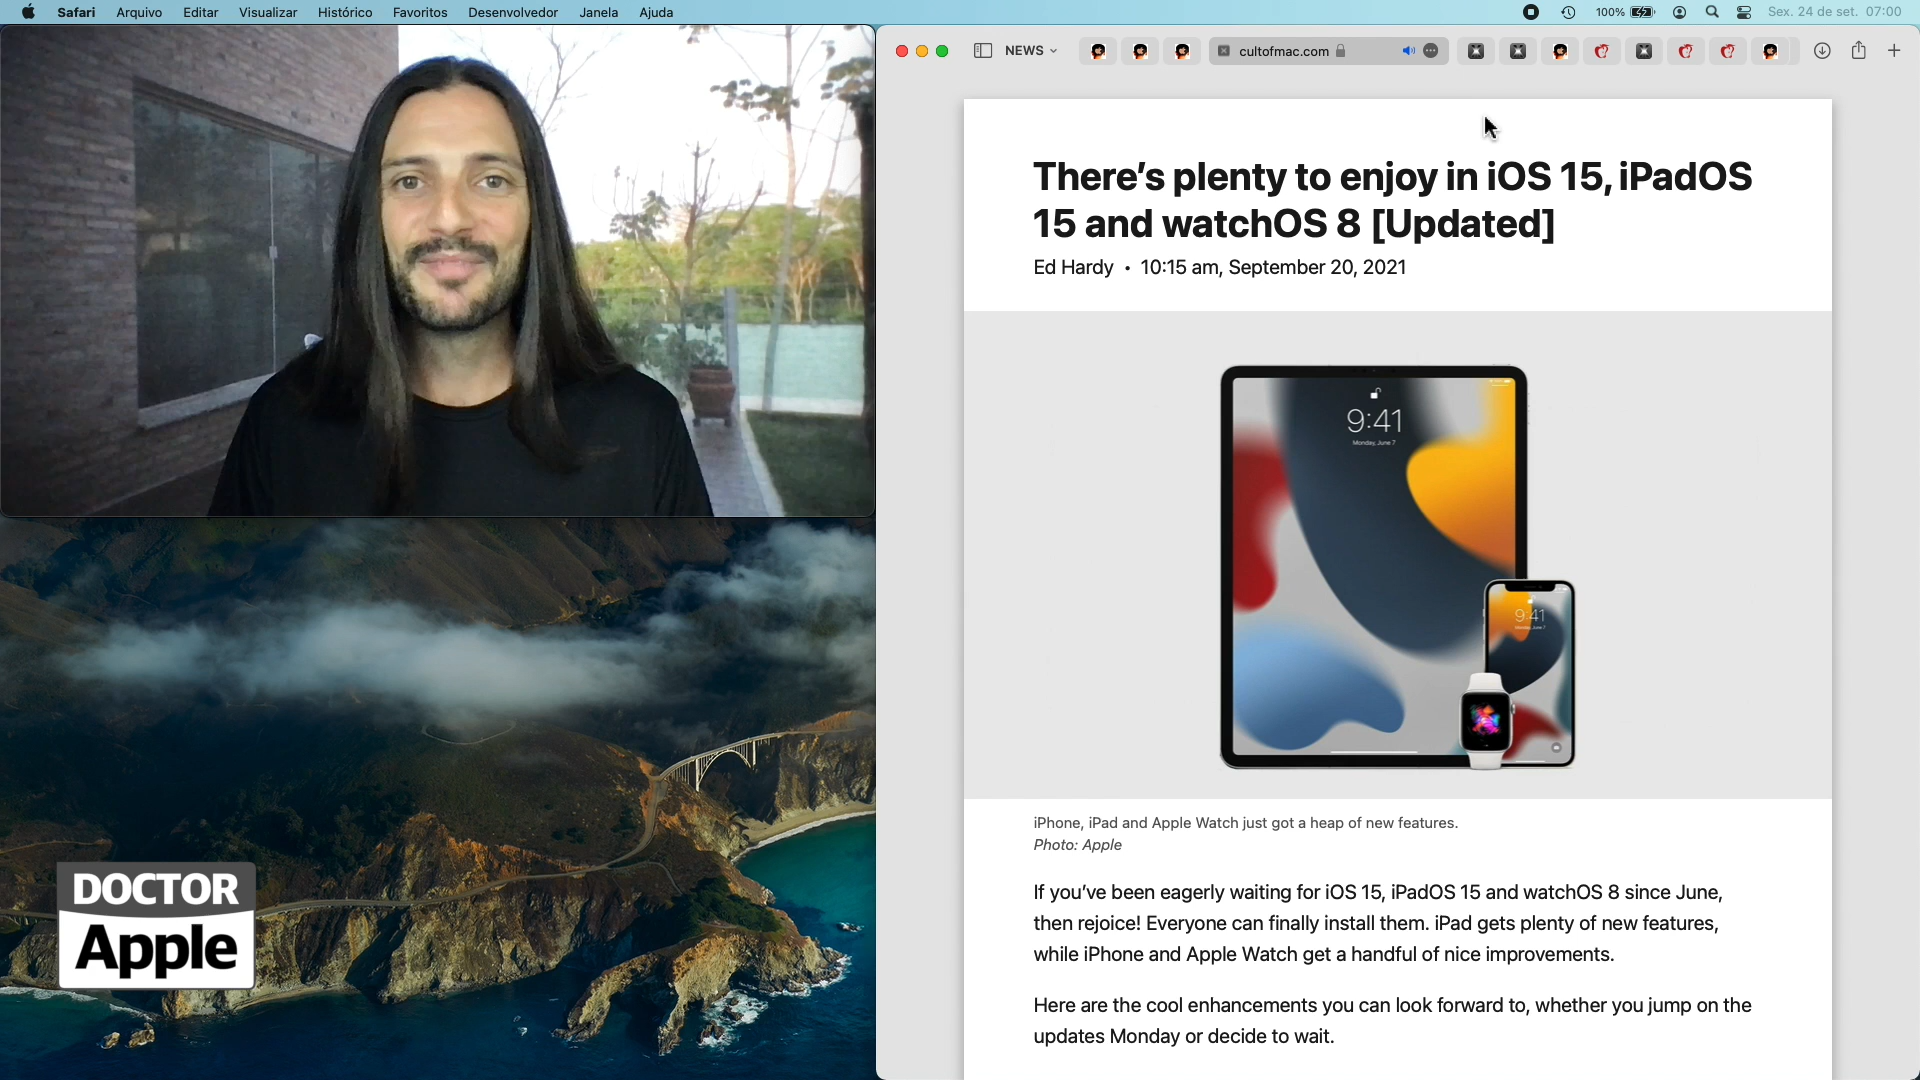 Safari Arquivo Editar Visualizar Histórico Favoritos Desenvolvedor Janela Ajuda
100% Sex. 24 de set. 07:00
NEWS
cultofmac.com
There's plenty to enjoy in iOS 15, iPadOS
15 and watchOS 8 [Updated]
Ed Hardy • 10:15 am, September 20, 2021
9:41
Monday, June 7
9:41
Monday, June 7
iPhone, iPad and Apple Watch just got a heap of new features.
Photo: Apple
If you've been eagerly waiting for iOS 15, iPadOS 15 and watchOS 8 since June,
then rejoice! Everyone can finally install them. iPad gets plenty of new features,
while iPhone and Apple Watch get a handful of nice improvements.
Here are the cool enhancements you can look forward to, whether you jump on the
updates Monday or decide to wait.
DOCTOR
Apple